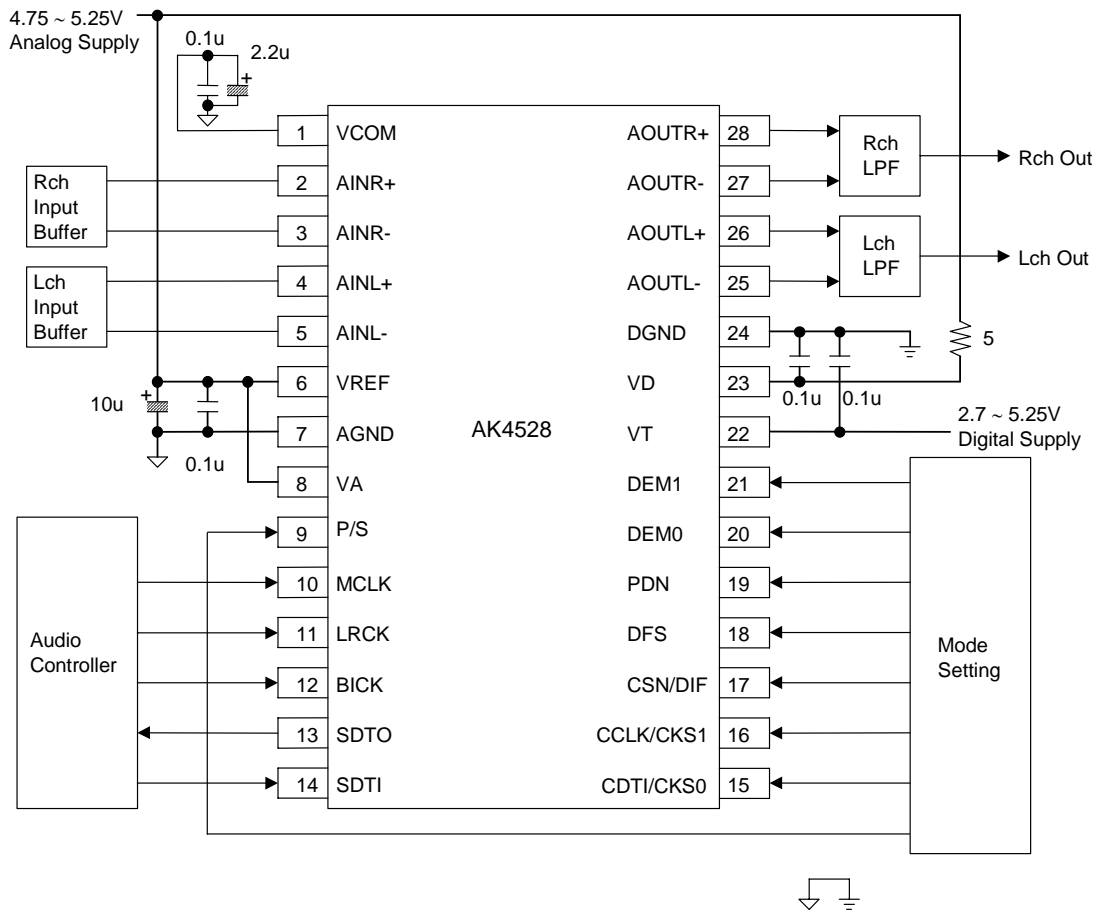 4.75 ~ 5.25V
Analog Supply
0.1u
2.2u
+
1 VCOM
AOUTR+ 28
Rch
LPF
Rch Out
Rch
Input
Buffer
2 AINR+
AOUTR- 27
3 AINR-
AOUTL+ 26
Lch
LPF
Lch Out
Lch
Input
Buffer
4 AINL+
AOUTL- 25
5 AINL-
DGND 24
5
6 VREF
VD 23
0.1u
0.1u
+
10u
7 AGND
AK4528
VT 22
2.7 ~ 5.25V
Digital Supply
0.1u
8 VA
DEM1 21
9 P/S
DEM0 20
10 MCLK
PDN 19
Audio
Controller
11 LRCK
DFS 18
Mode
Setting
12 BICK
CSN/DIF 17
13 SDTO
CCLK/CKS1 16
14 SDTI
CDTI/CKS0 15